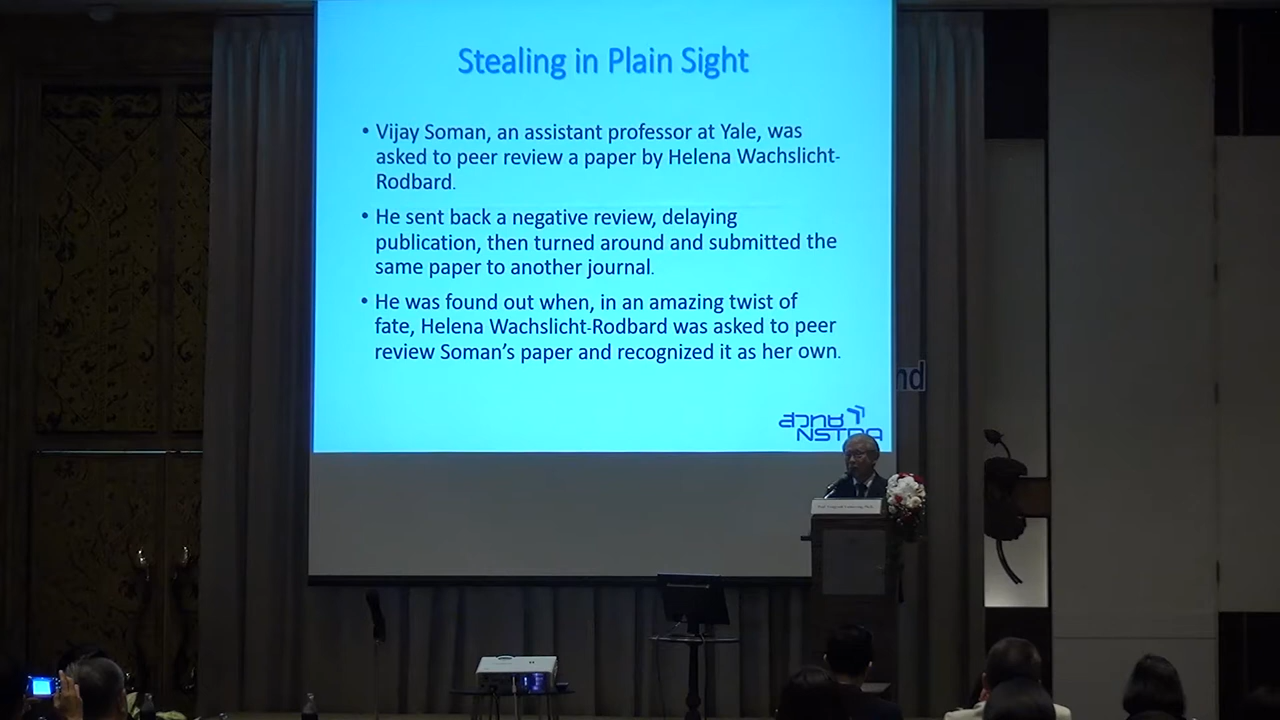 Stealing in Plain Sight
• Vijay Soman, an assistant professor at Yale, was
asked to peer review a paper by Helena Wachslicht-
Rodbard.
• He sent back a negative review, delaying
publication, then turned around and submitted the
same paper to another journal.
• He was found out when, in an amazing twist of
fate, Helena Wachslicht-Rodbard was asked to peer
review Soman's paper and recognized it as her own.
nd
สวทช
NSTDA